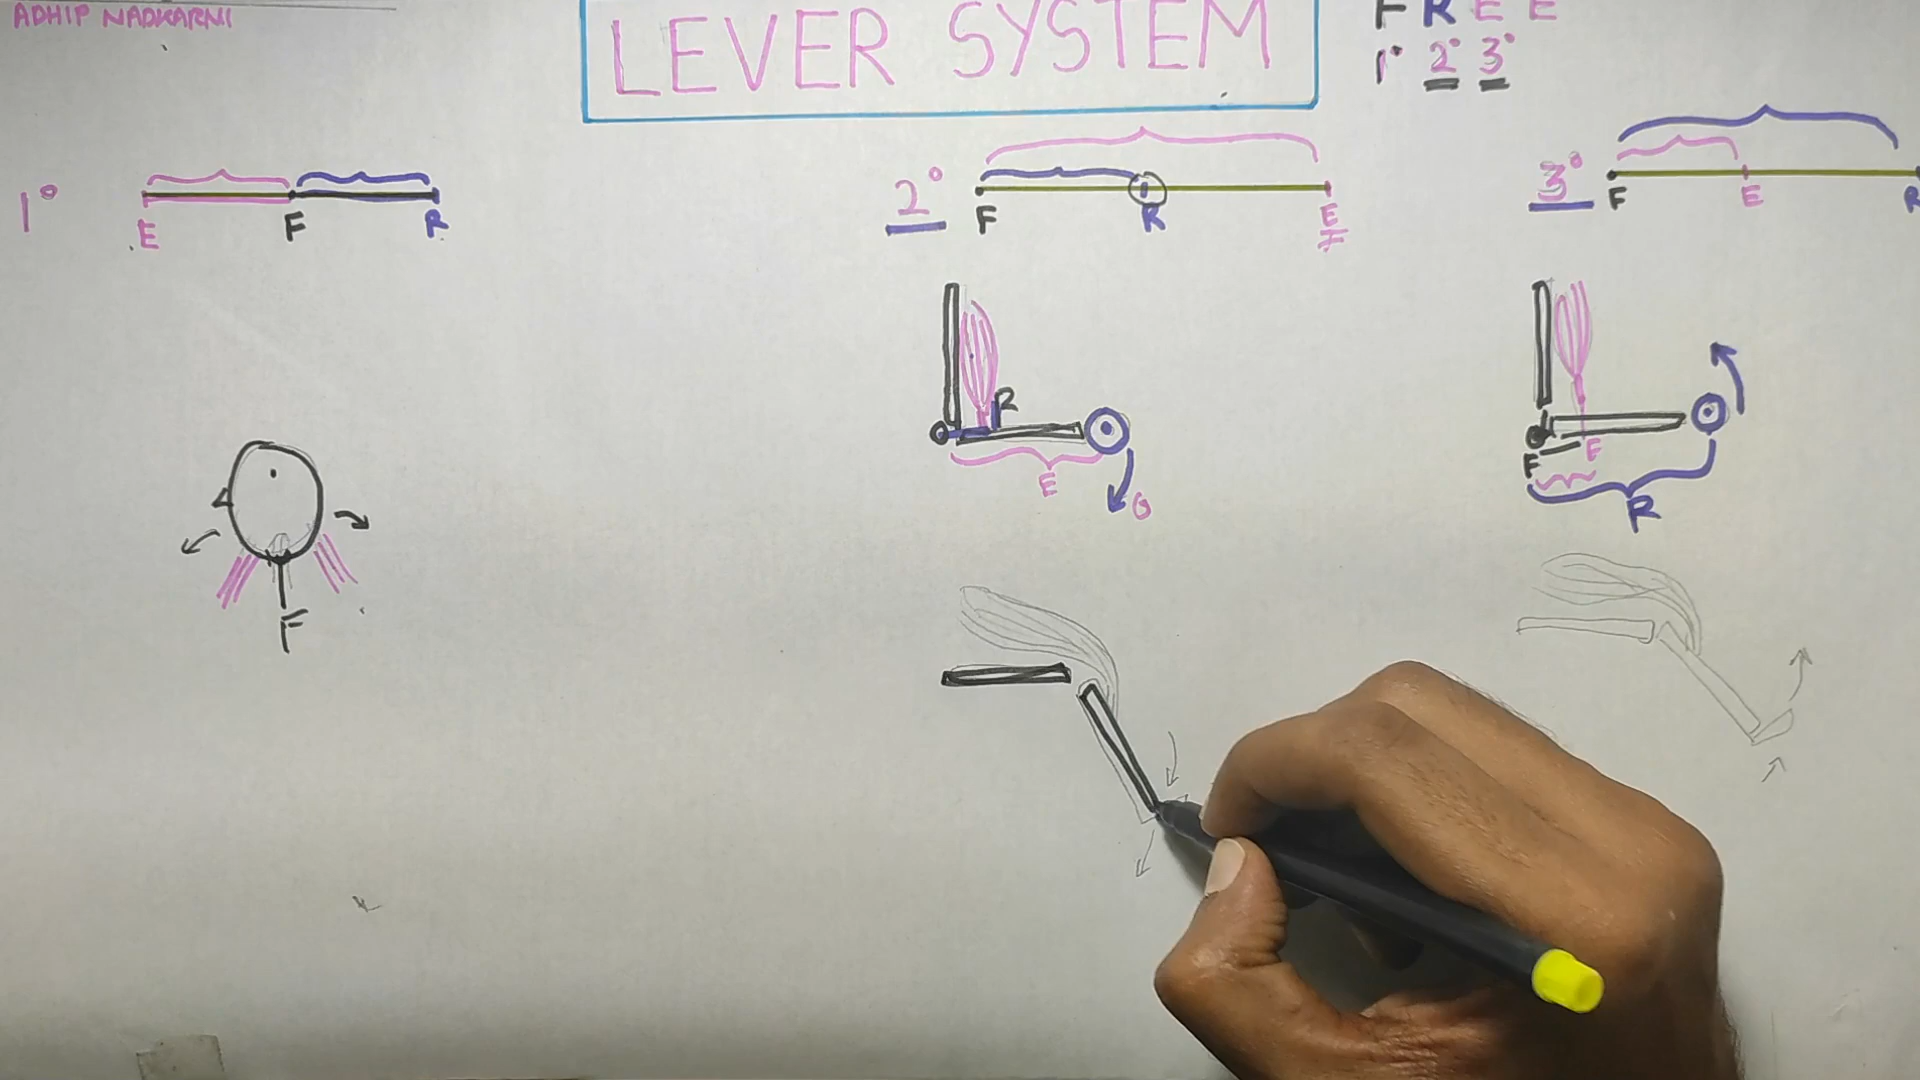 ADHIP NADKARNI
LEVER SYSTEM
F R E E
1° 2° 3°
1° E F R
2° F R E
3° F E R
R
E
G
F E
R
F